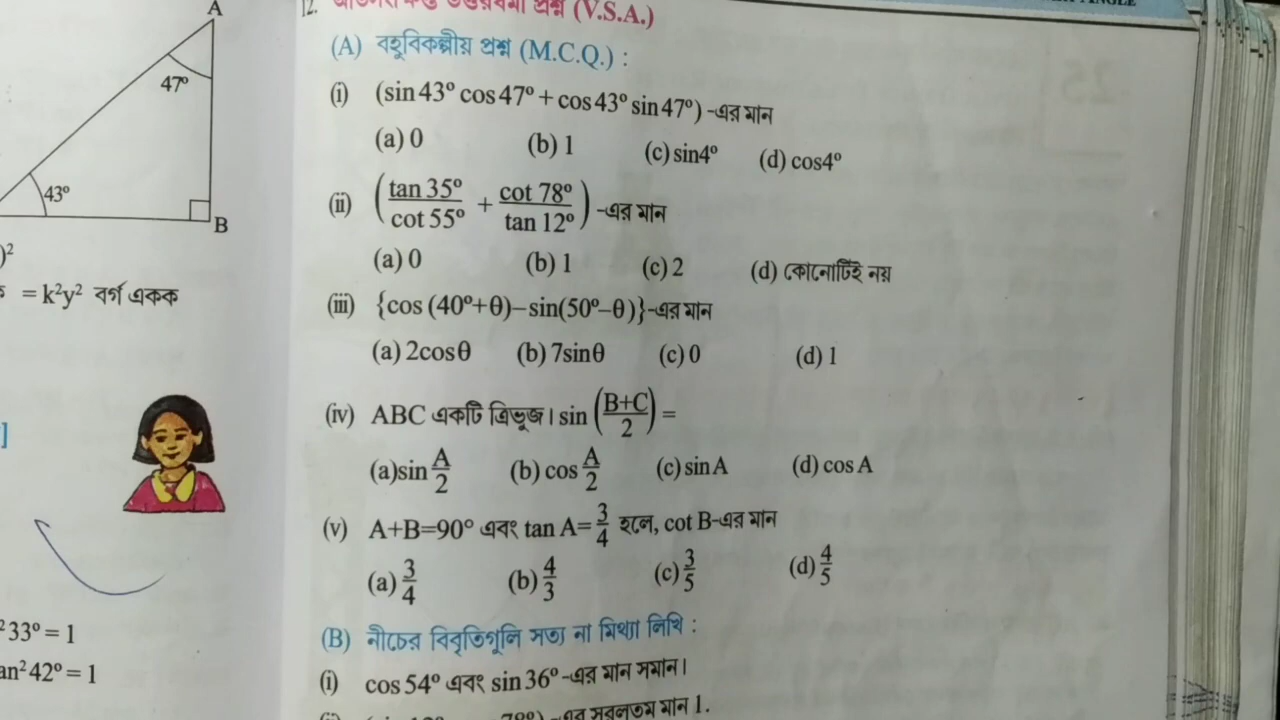 A
47°
43°
B
)²
= k²y² বর্গ একক
]
²33° = 1
an²42° = 1
ANGLE
12. প্রশ্ন (V.S.A.)
(A) বহুবিকল্পীয় প্রশ্ন (M.C.Q.) :
(i) (sin 43° cos 47° + cos 43° sin 47°) -এর মান
(a) 0 (b) 1 (c) sin4° (d) cos4°
(ii) (tan 35°/cot 55° + cot 78°/tan 12°) -এর মান
(a) 0 (b) 1 (c) 2 (d) কোনোটিই নয়
(iii) {cos (40°+θ)–sin(50°–θ)}-এর মান
(a) 2cosθ (b) 7sinθ (c) 0 (d) 1
(iv) ABC একটি ত্রিভুজ। sin (B+C/2) =
(a)sin A/2 (b) cos A/2 (c) sin A (d) cos A
(v) A+B=90° এবং tan A= 3/4 হলে, cot B-এর মান
(a) 3/4 (b) 4/3 (c) 3/5 (d) 4/5
(B) নীচের বিবৃতিগুলি সত্য না মিথ্যা লিখি :
(i) cos 54° এবং sin 36° -এর মান সমান।
-এর সরলতম মান 1.